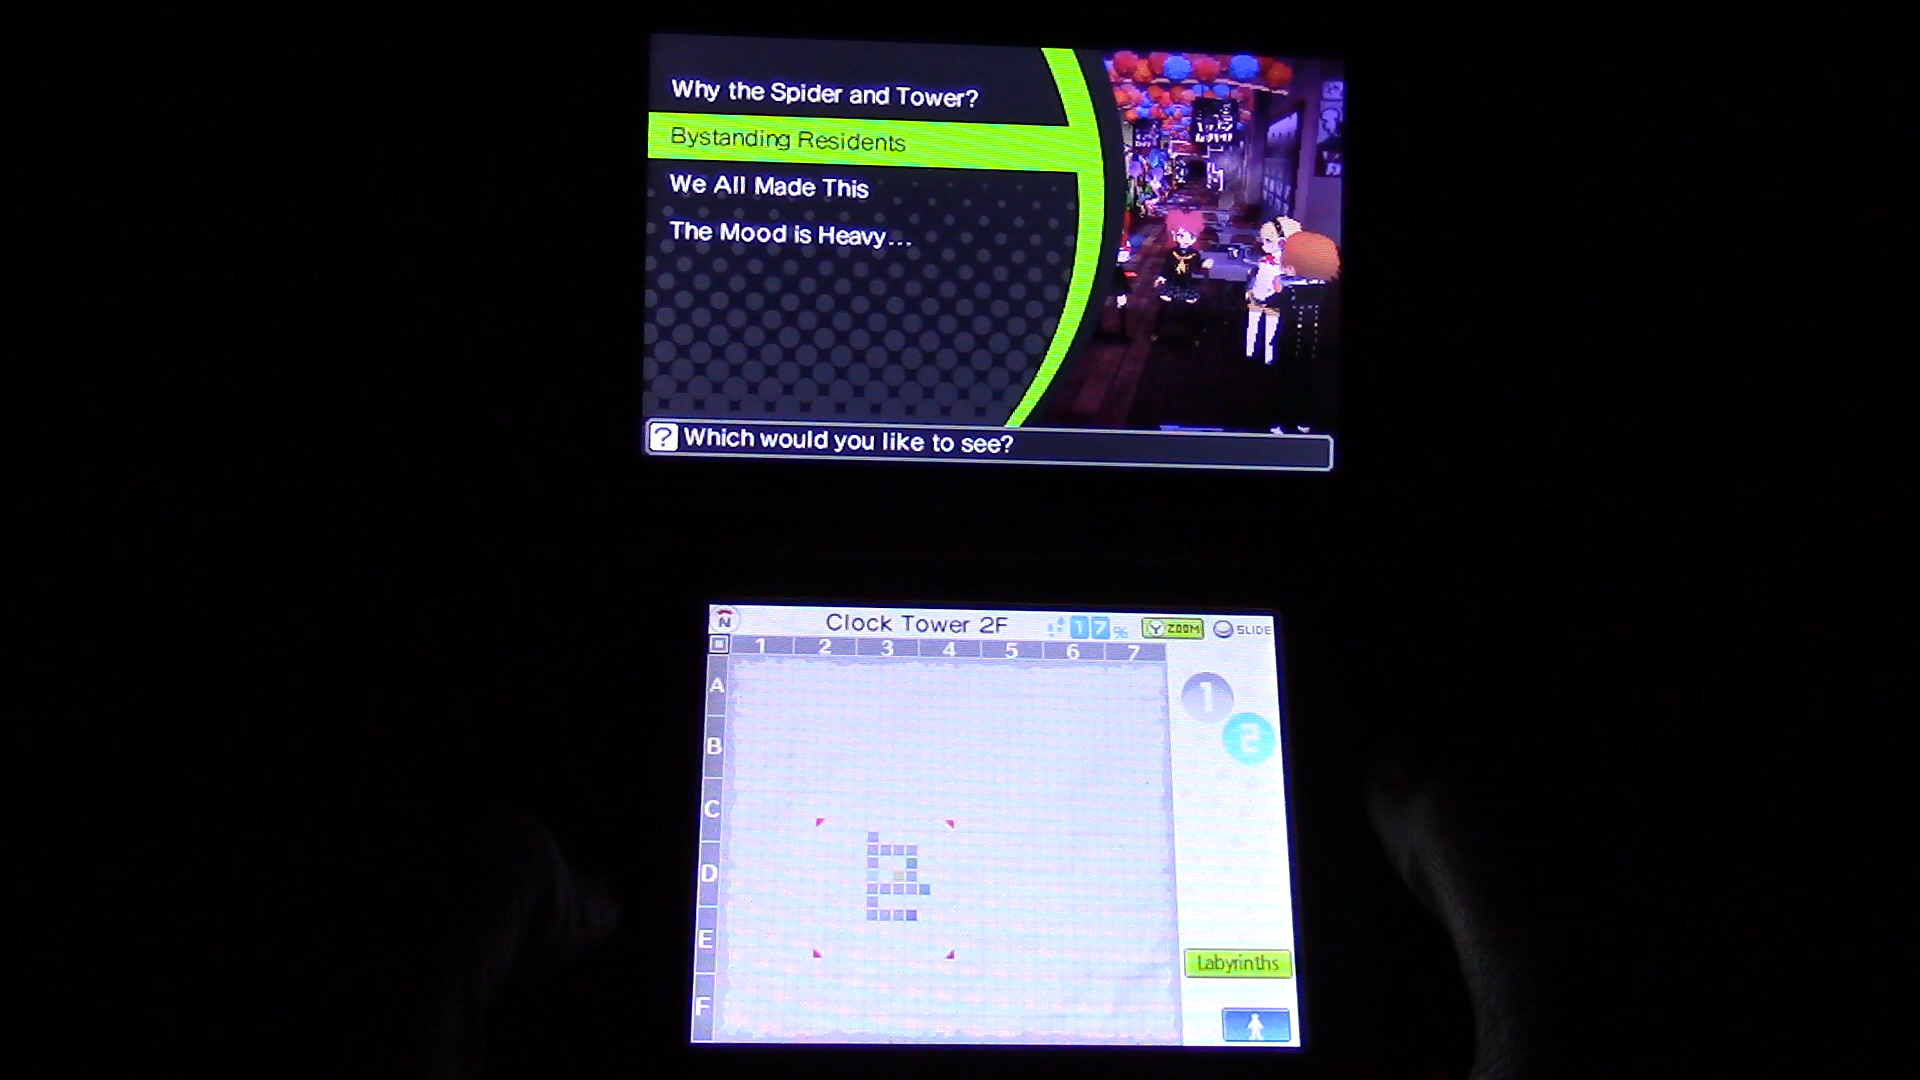 Why the Spider and Tower?
Bystanding Residents
We All Made This
The Mood is Heavy...
? Which would you like to see?
N
Clock Tower 2F
17%
Y ZOOM
SLIDE
1 2 3 4 5 6 7
A
B
C
D
E
F
1
2
Labyrinths